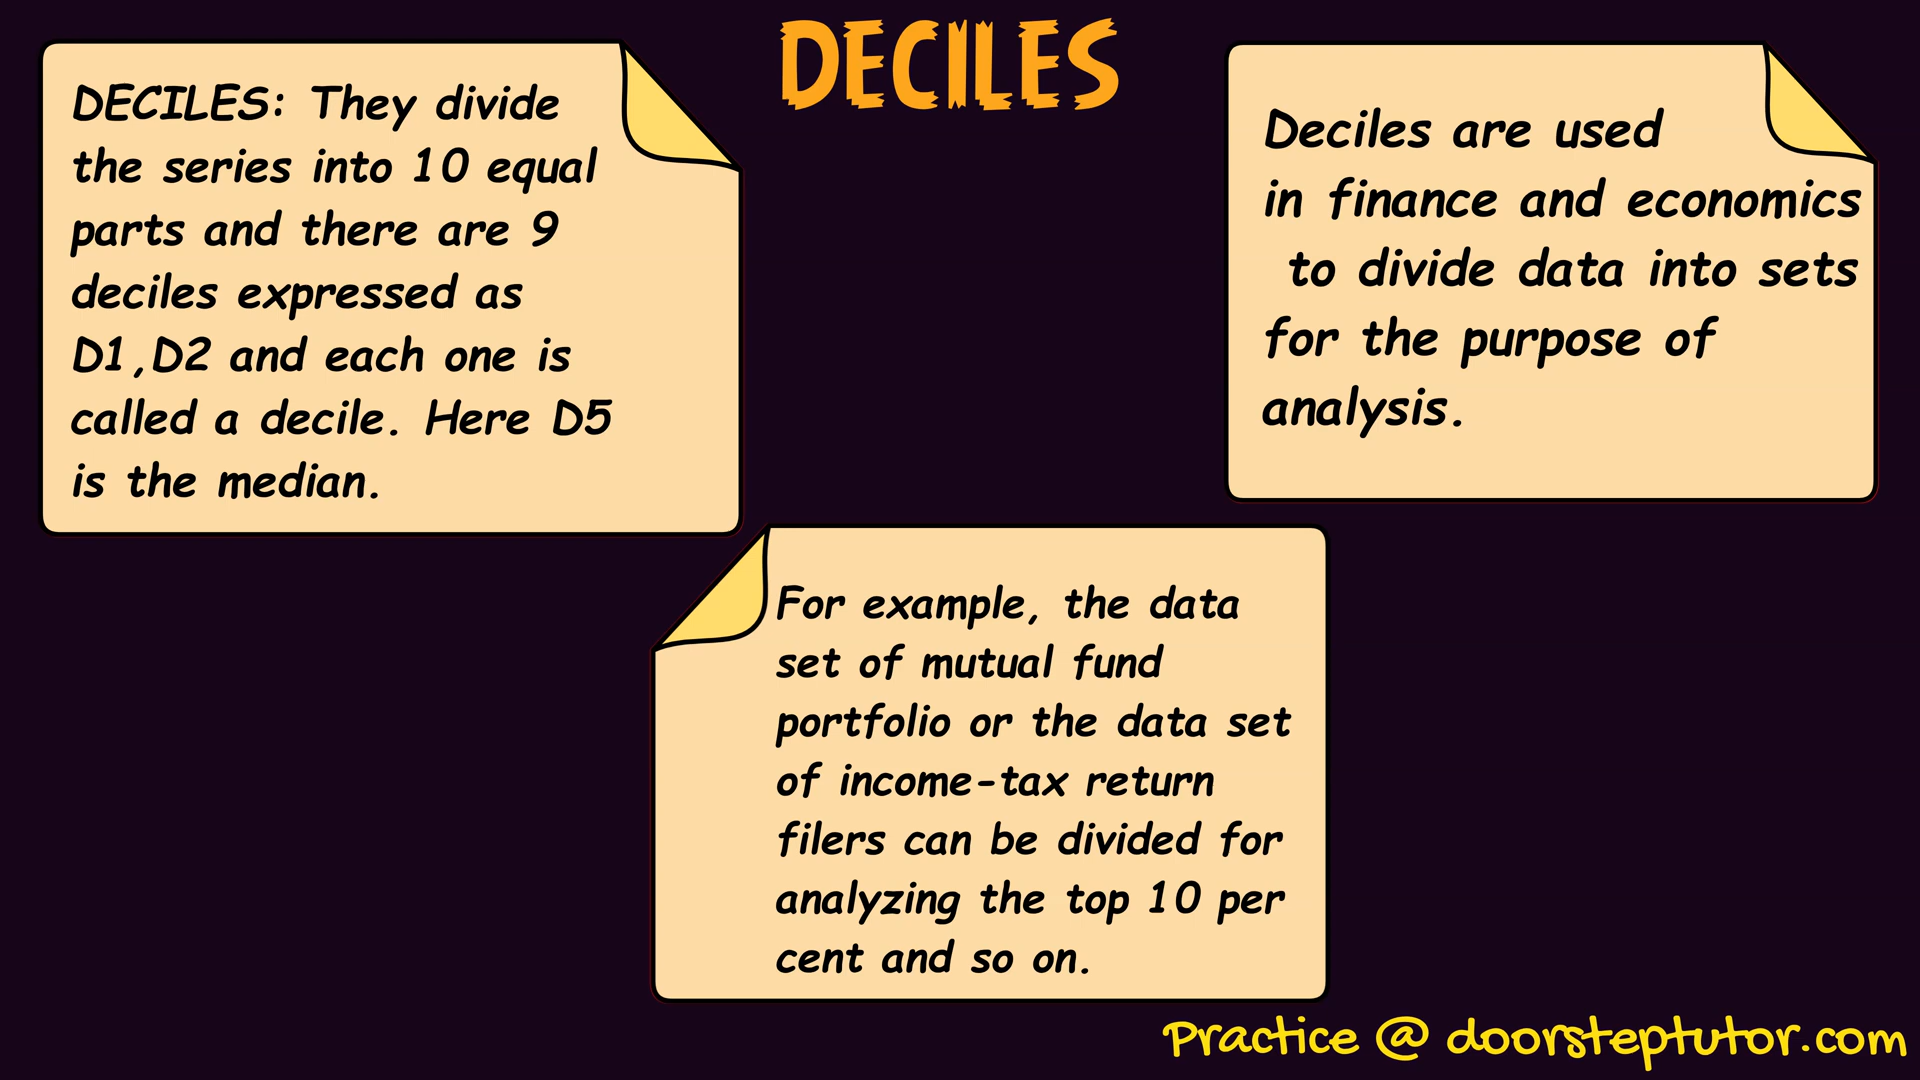 DECILES
DECILES: They divide
the series into 10 equal
parts and there are 9
deciles expressed as
D1,D2 and each one is
called a decile. Here D5
is the median.
Deciles are used
in finance and economics
to divide data into sets
for the purpose of
analysis.
For example, the data
set of mutual fund
portfolio or the data set
of income-tax return
filers can be divided for
analyzing the top 10 per
cent and so on.
Practice @ doorsteptutor.com